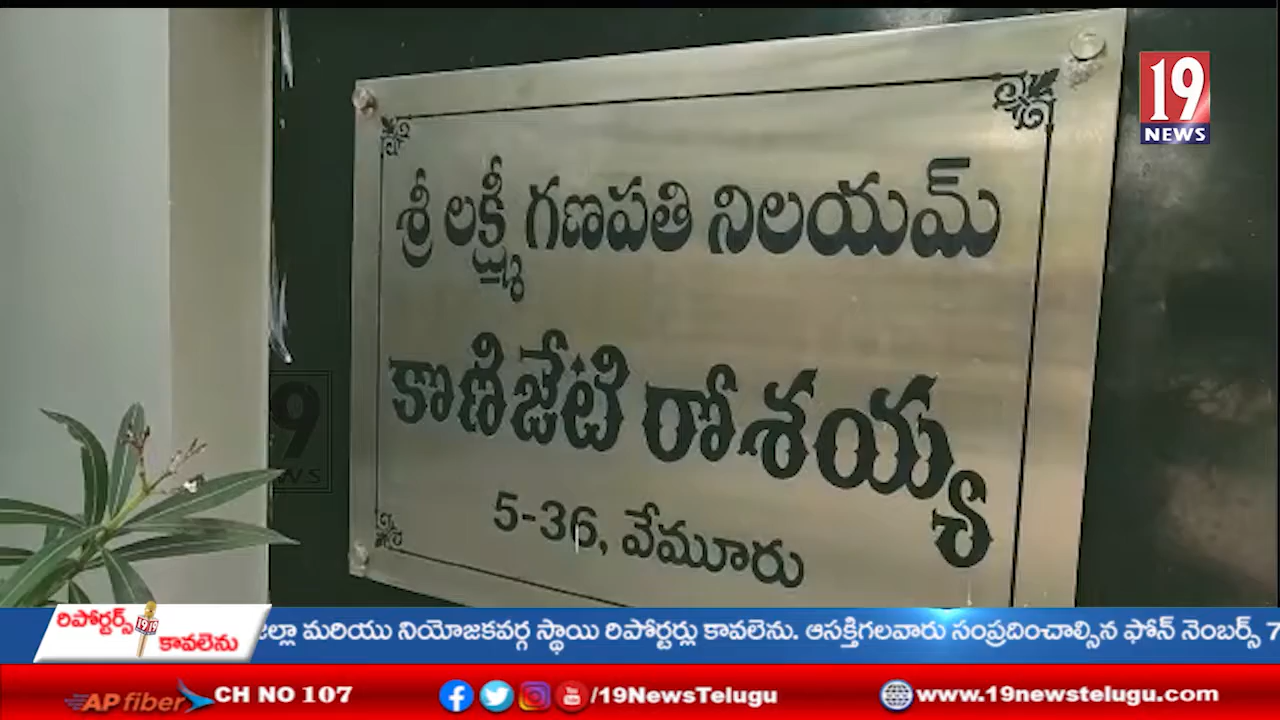 19
NEWS
శ్రీ లక్ష్మీ గణపతి నిలయమ్
కొణిజేటి రోశయ్య
5-36, వేమూరు
రిపోర్టర్స్
కావలెను
జిల్లా మరియు నియోజకవర్గ స్థాయి రిపోర్టర్లు కావలెను. ఆసక్తిగలవారు సంప్రదించాల్సిన ఫోన్ నెంబర్స్ 7
AP fiber CH NO 107
/19NewsTelugu
www.19newstelugu.com